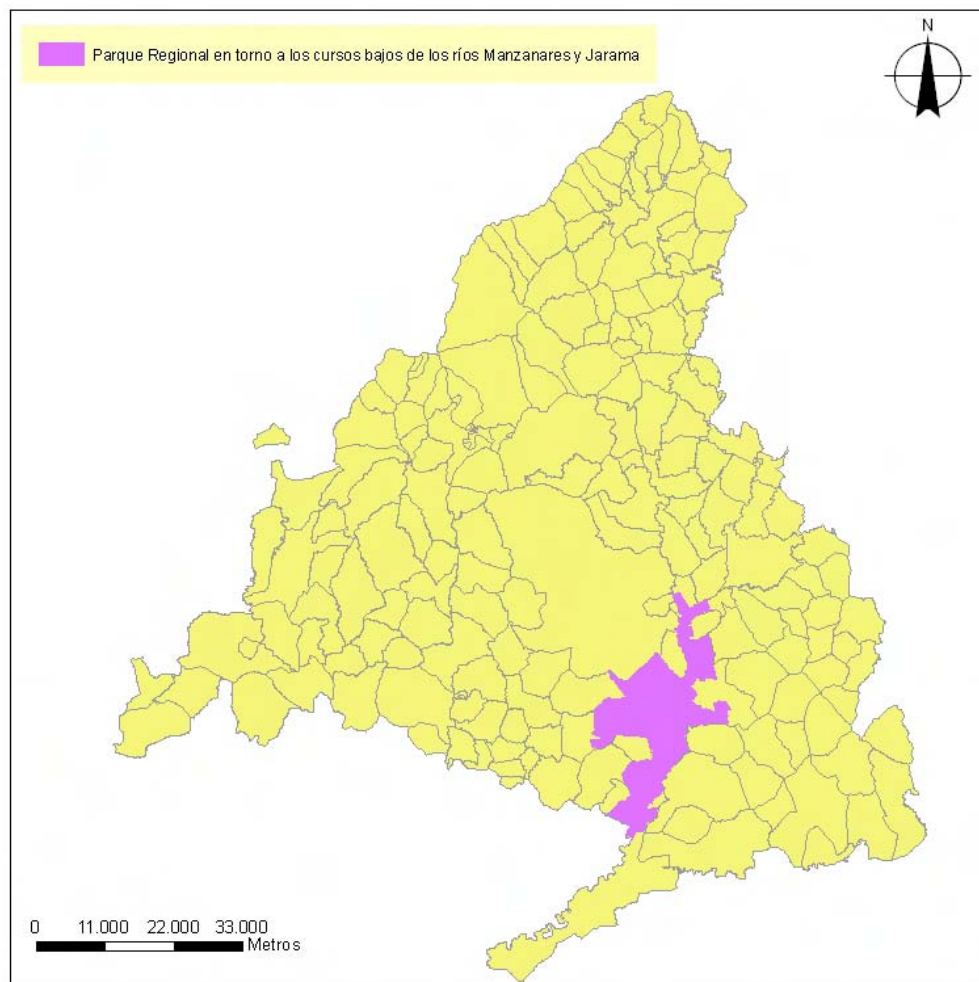 Parque Regional en torno a los cursos bajos de los ríos Manzanares y Jarama
N
0 11.000 22.000 33.000
Metros